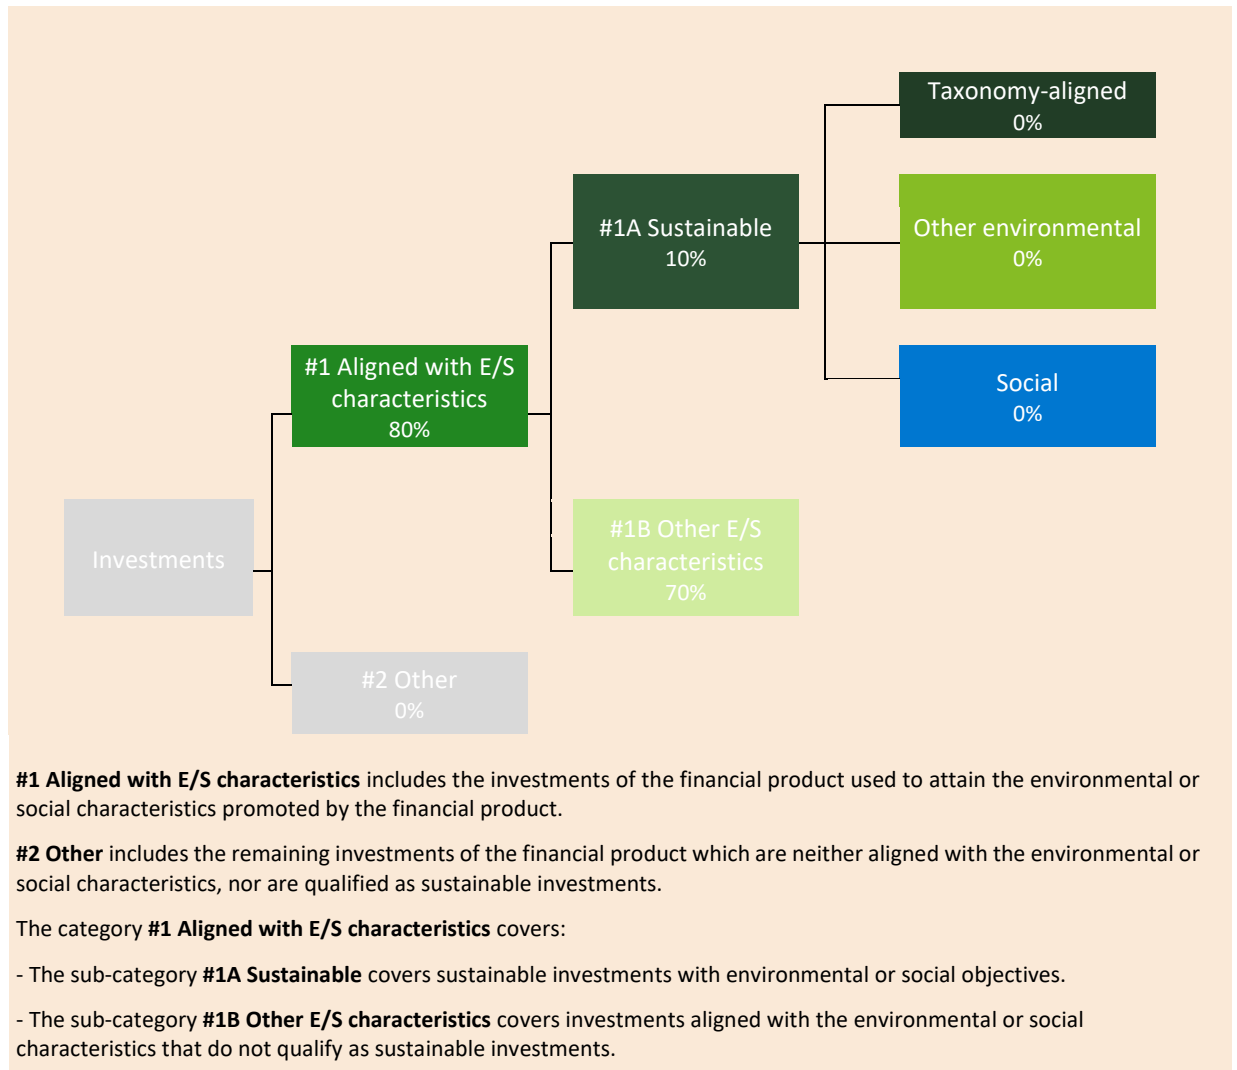 Taxonomy-aligned
0%
#1A Sustainable
10%
Other environmental
0%
#1 Aligned with E/S
characteristics
80%
Social
0%
Investments
#1B Other E/S
characteristics
70%
#2 Other
0%
#1 Aligned with E/S characteristics includes the investments of the financial product used to attain the environmental or
social characteristics promoted by the financial product.
#2 Other includes the remaining investments of the financial product which are neither aligned with the environmental or
social characteristics, nor are qualified as sustainable investments.
The category #1 Aligned with E/S characteristics covers:
- The sub-category #1A Sustainable covers sustainable investments with environmental or social objectives.
- The sub-category #1B Other E/S characteristics covers investments aligned with the environmental or social
characteristics that do not qualify as sustainable investments.